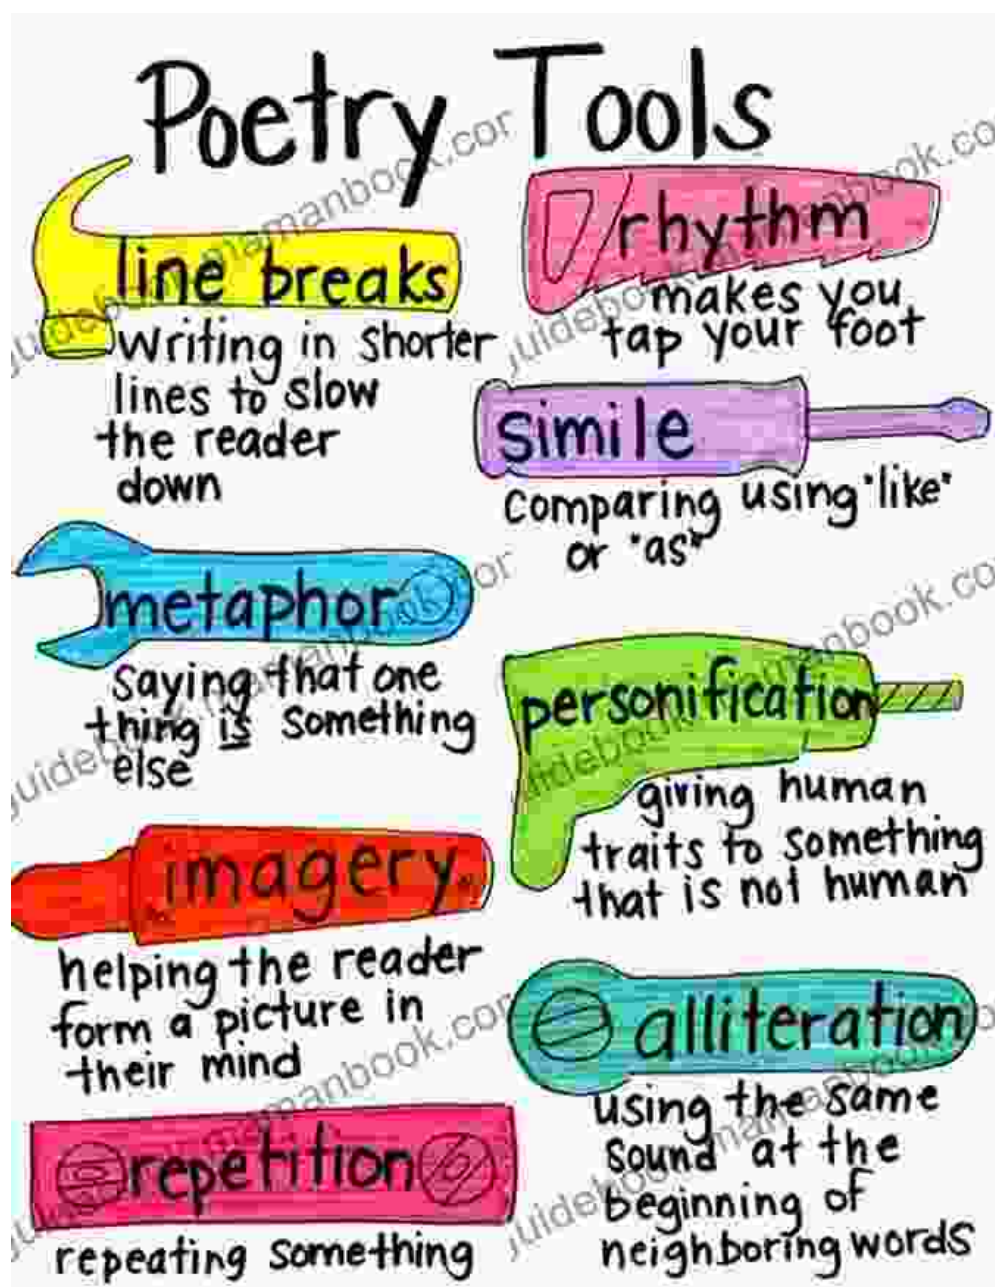 Poetry Tools
line breaks
writing in shorter
lines to slow
the reader
down
rhythm
makes you
tap your foot
simile
comparing using "like"
or "as"
metaphor
saying that one
thing is something
else
personification
giving human
traits to something
that is not human
imagery
helping the reader
form a picture in
their mind
alliteration
using the same
sound at the
beginning of
neighboring words
repetition
repeating something